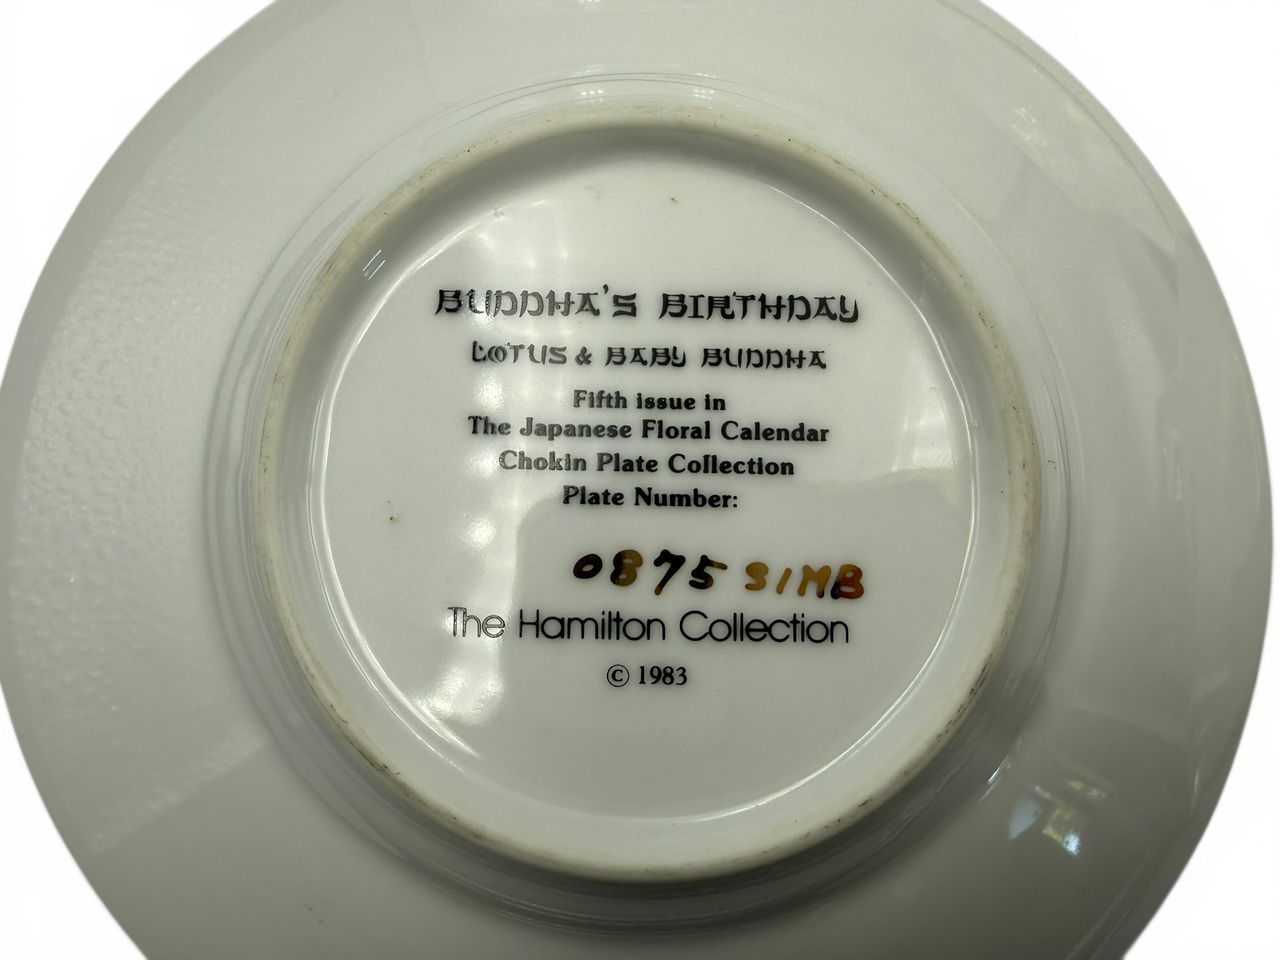 BUDDHA'S BIRTHDAY
LOTUS & BABY BUDDHA
Fifth issue in
The Japanese Floral Calendar
Chokin Plate Collection
Plate Number:
0875 SIMB
The Hamilton Collection
© 1983